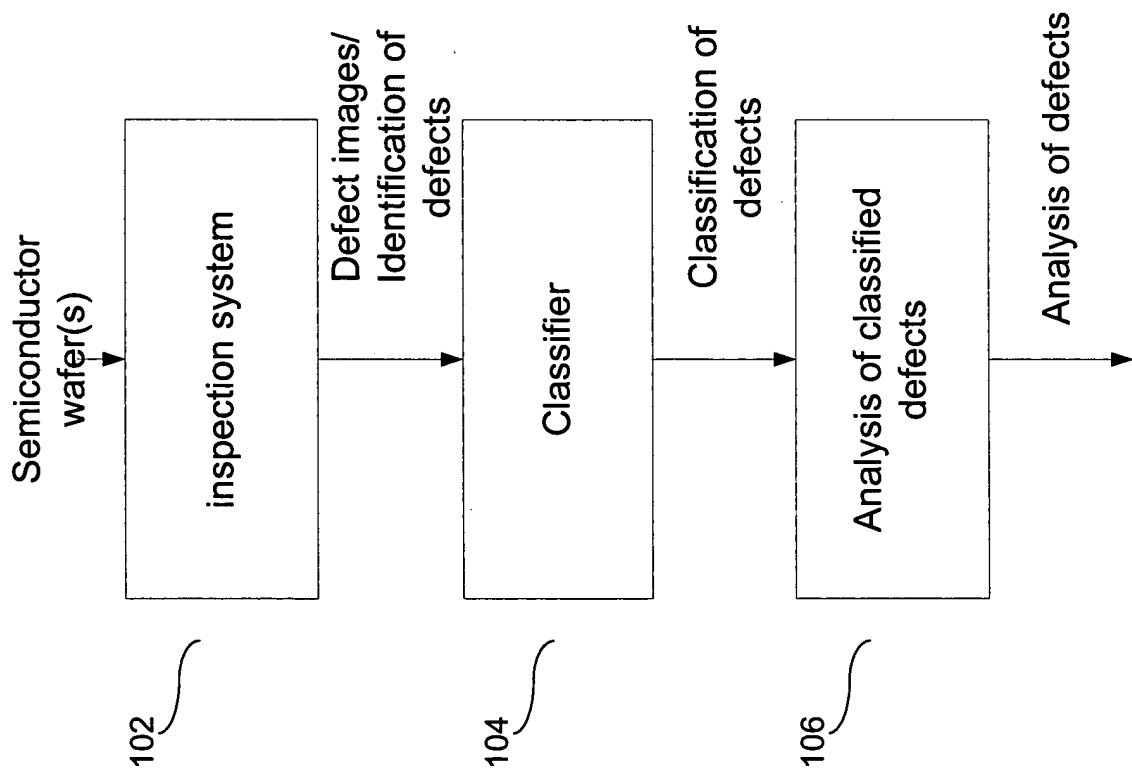 Semiconductor
wafer(s)
inspection system
102
Defect images/
Identification of
defects
Classifier
104
Classification of
defects
Analysis of classified
defects
106
Analysis of defects